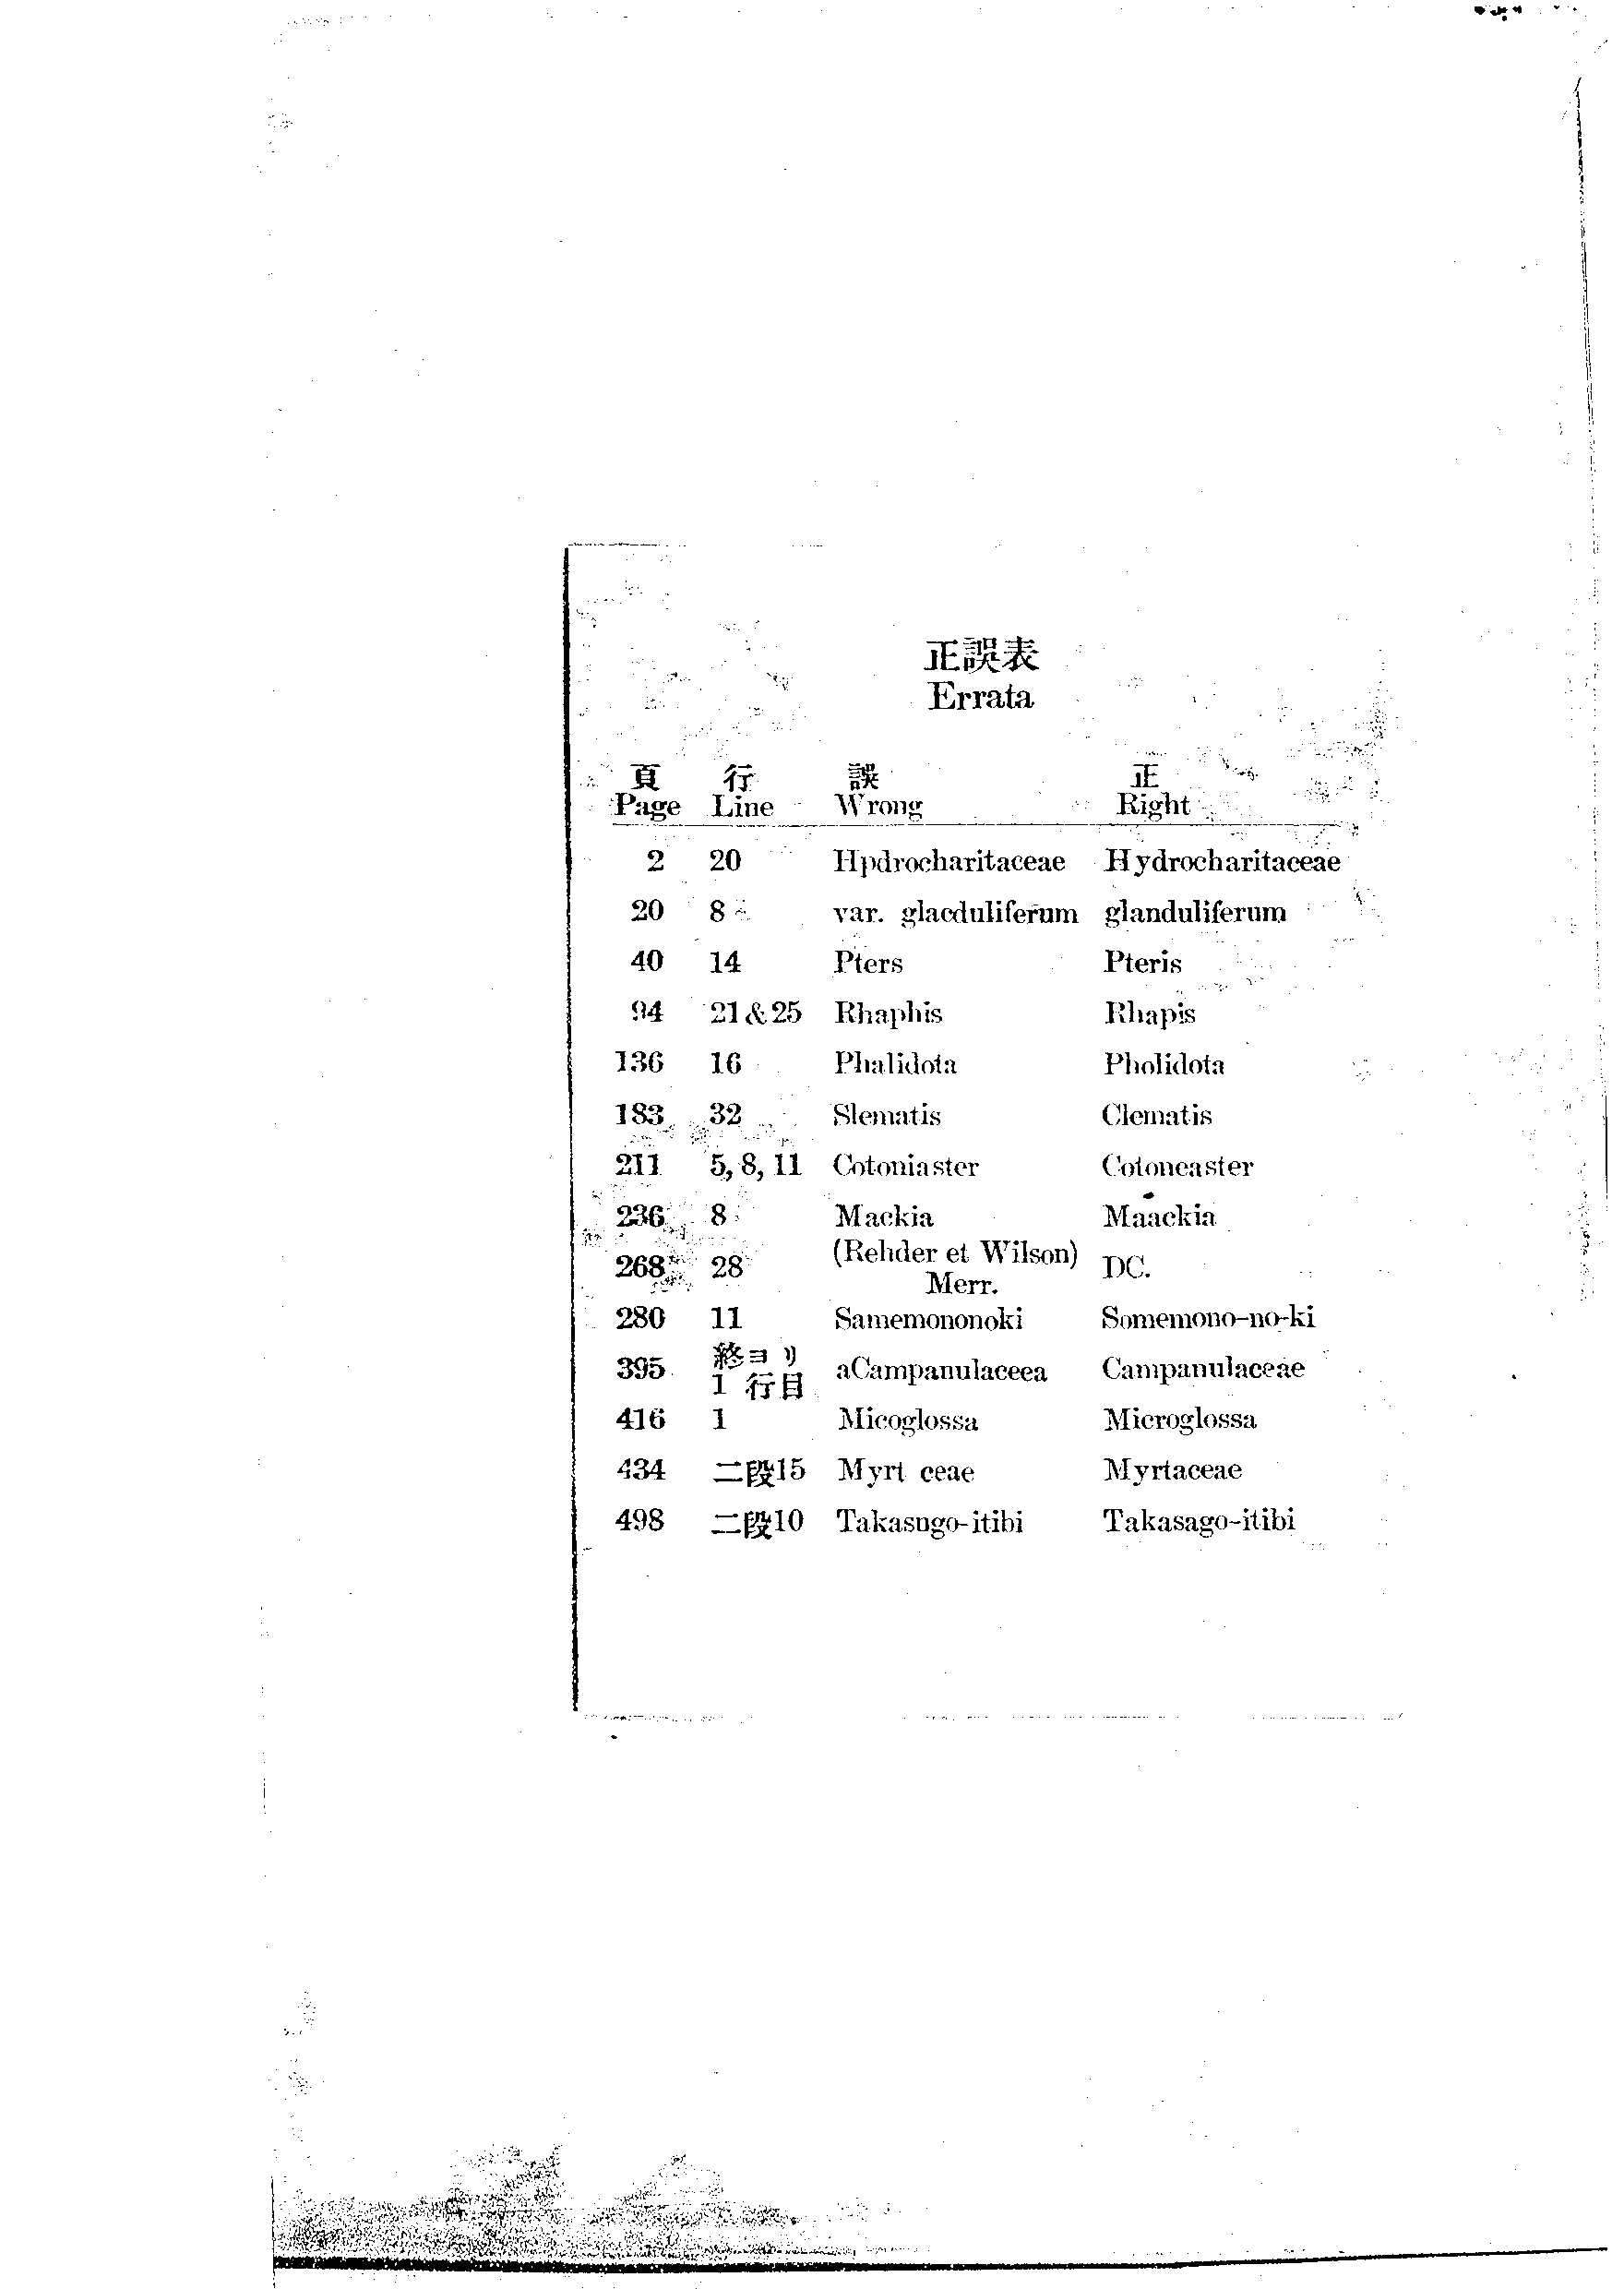 正誤表
Errata
頁 行 誤 正
Page Line Wrong Right
2 20 Hpdrocharitaceae Hydrocharitaceae
20 8 var. glaeduliferum glanduliferum
40 14 Pters Pteris
94 21&25 Rhaphis Rhapis
136 16 Phalidota Pholidota
183 32 Slematis Clematis
211 5, 8, 11 Cotoniaster Cotoneaster
236 8 Mackia Maackia
268 28 (Rehder et Wilson) Merr. DC.
280 11 Samemononoki Somemono-no-ki
395 終ヨリ 1 行目 aCampanulaceea Campanulaceae
416 1 Micoglossa Microglossa
434 二段15 Myrt ceae Myrtaceae
498 二段10 Takasugo-itibi Takasago-itibi